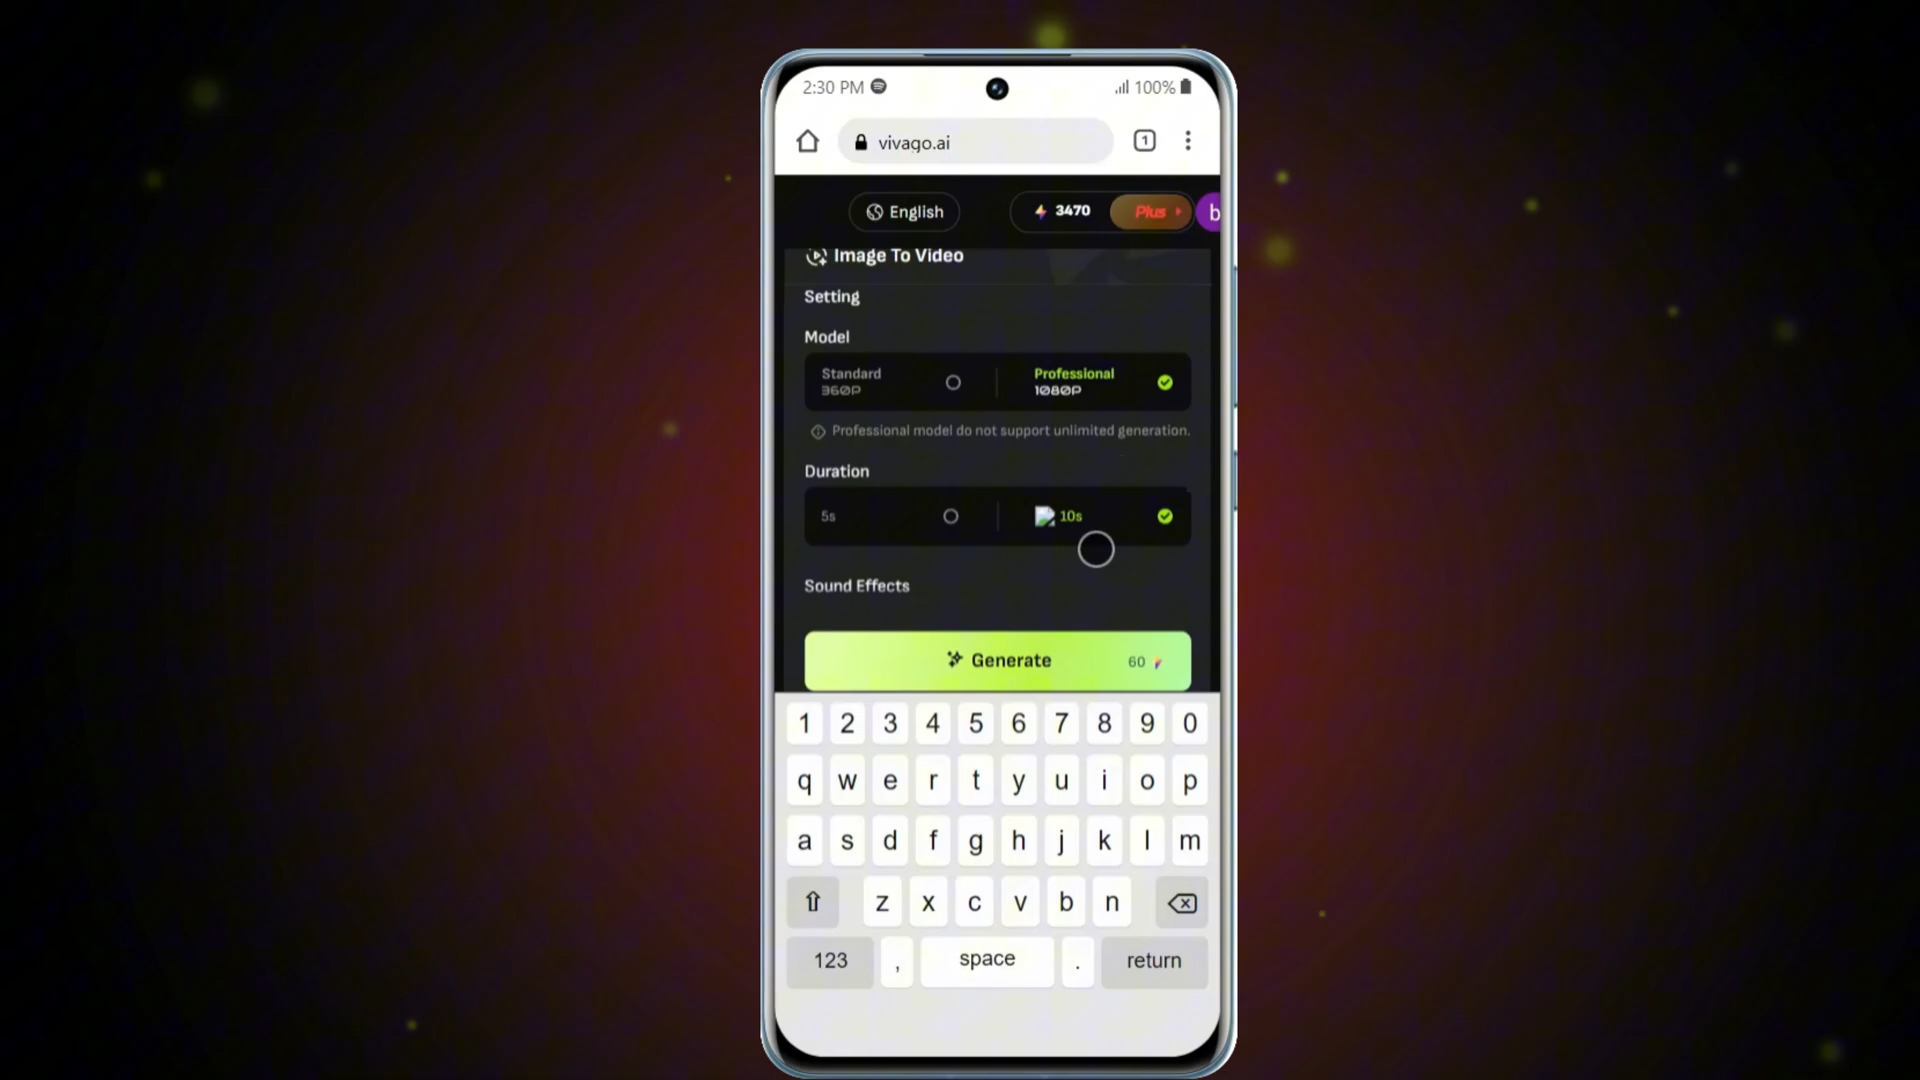 2:30 PM 100%
vivago.ai 1
English 3470 Plus b
Image To Video
Setting
Model
Standard Professional
360P 1080P
Professional model do not support unlimited generation.
Duration
5s 10s
Sound Effects
Generate 60
1 2 3 4 5 6 7 8 9 0
q w e r t y u i o p
a s d f g h j k l m
z x c v b n
123 , space . return